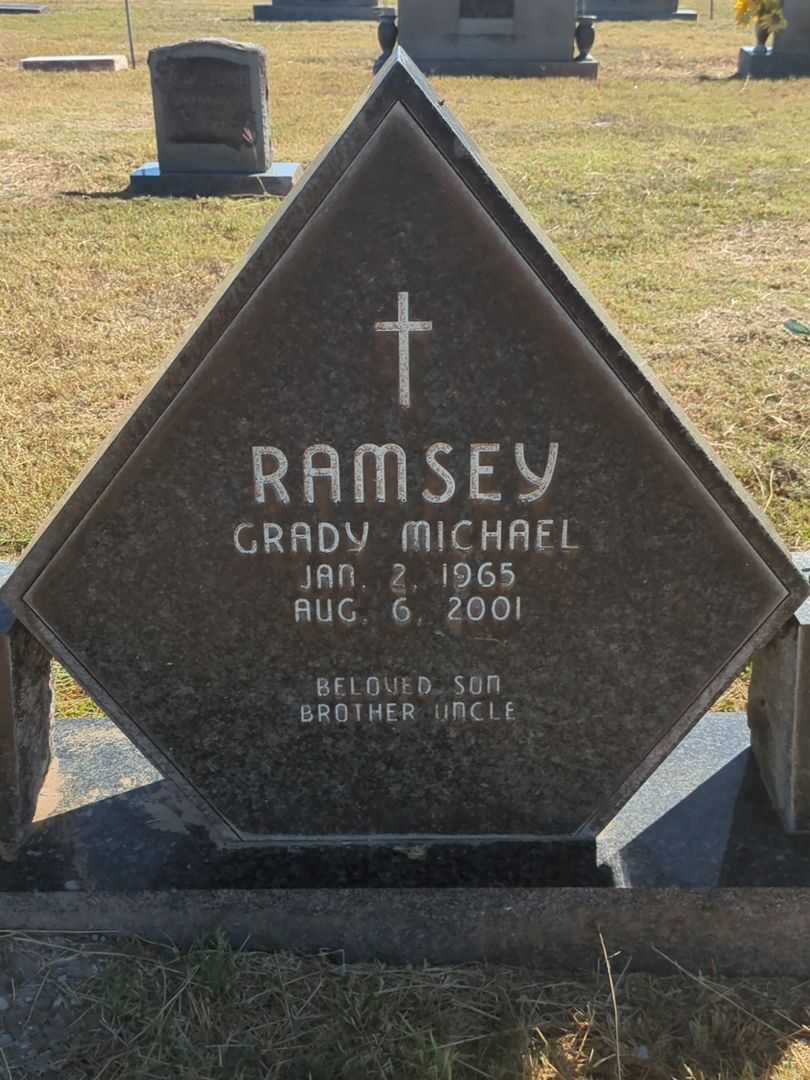 RAMSEY
GRADY MICHAEL
JAN. 2, 1965
AUG. 6, 2001
BELOVED SON
BROTHER UNCLE